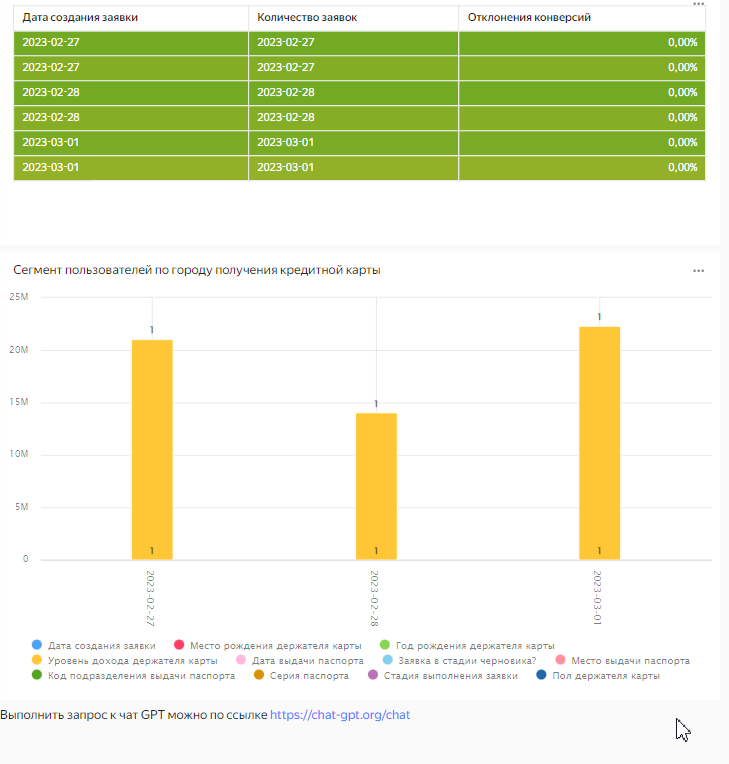 Дата создания заявки Количество заявок Отклонения конверсий
2023-02-27 2023-02-27 0,00%
2023-02-27 2023-02-27 0,00%
2023-02-28 2023-02-28 0,00%
2023-02-28 2023-02-28 0,00%
2023-03-01 2023-03-01 0,00%
2023-03-01 2023-03-01 0,00%
Сегмент пользователей по городу получения кредитной карты
25M
1
1
20M
1
15M
10M
5M
1 1 1
0
2023-02-27 2023-02-28 2023-03-01
Дата создания заявки Место рождения держателя карты Год рождения держателя карты
Уровень дохода держателя карты Дата выдачи паспорта Заявка в стадии черновика? Место выдачи паспорта
Код подразделения выдачи паспорта Серия паспорта Стадия выполнения заявки Пол держателя карты
Выполнить запрос к чат GPT можно по ссылке https://chat-gpt.org/chat